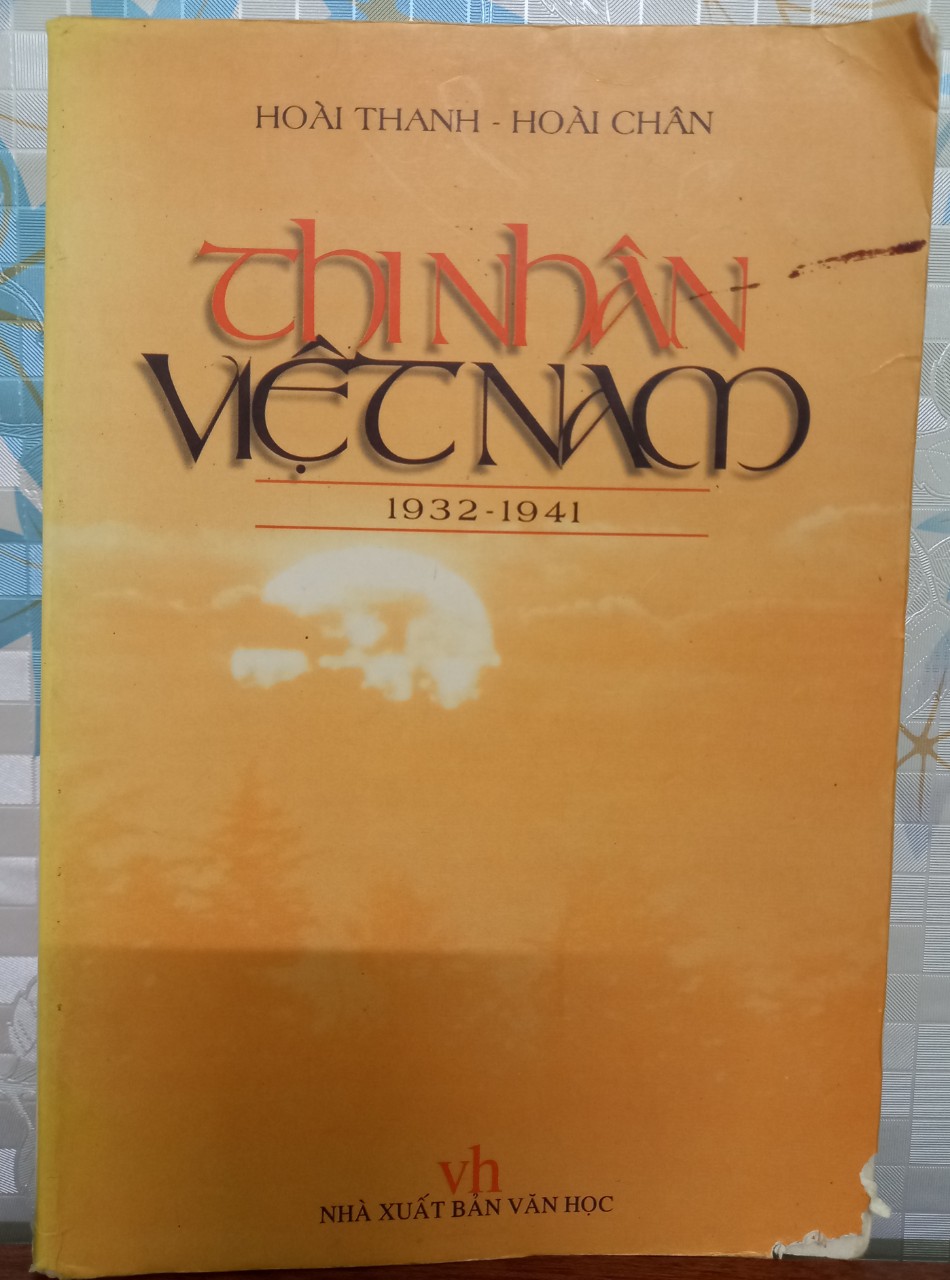 HOÀI THANH - HOÀI CHÂN
Thi Nhân
VIỆT NAM
1932-1941
vh
NHÀ XUẤT BẢN VĂN HỌC